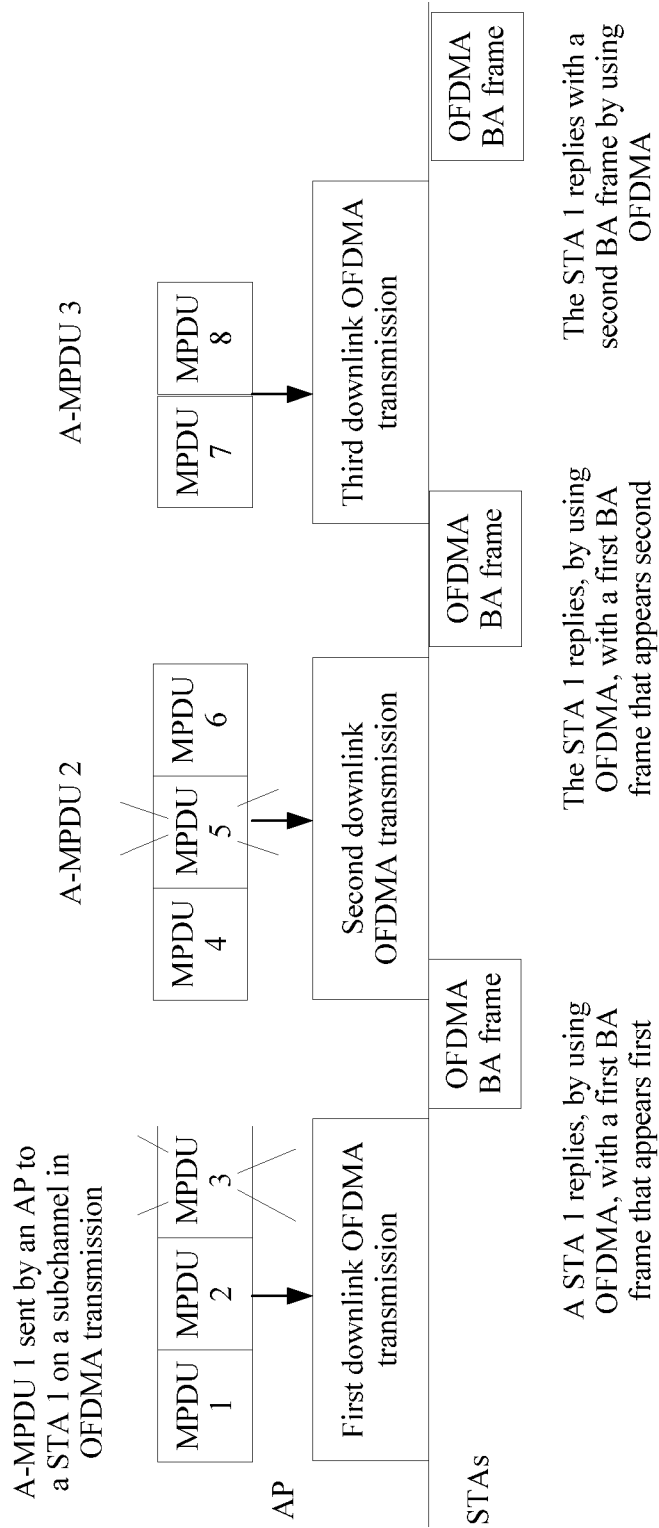 A-MPDU 1 sent by an AP to
a STA 1 on a subchannel in
OFDMA transmission
A-MPDU 2
A-MPDU 3
MPDU
1
MPDU
2
MPDU
3
MPDU
4
MPDU
5
MPDU
6
MPDU
7
MPDU
8
AP
First downlink OFDMA
transmission
Second downlink
OFDMA transmission
Third downlink OFDMA
transmission
STAs
OFDMA
BA frame
OFDMA
BA frame
OFDMA
BA frame
A STA 1 replies, by using
OFDMA, with a first BA
frame that appears first
The STA 1 replies, by using
OFDMA, with a first BA
frame that appears second
The STA 1 replies with a
second BA frame by using
OFDMA